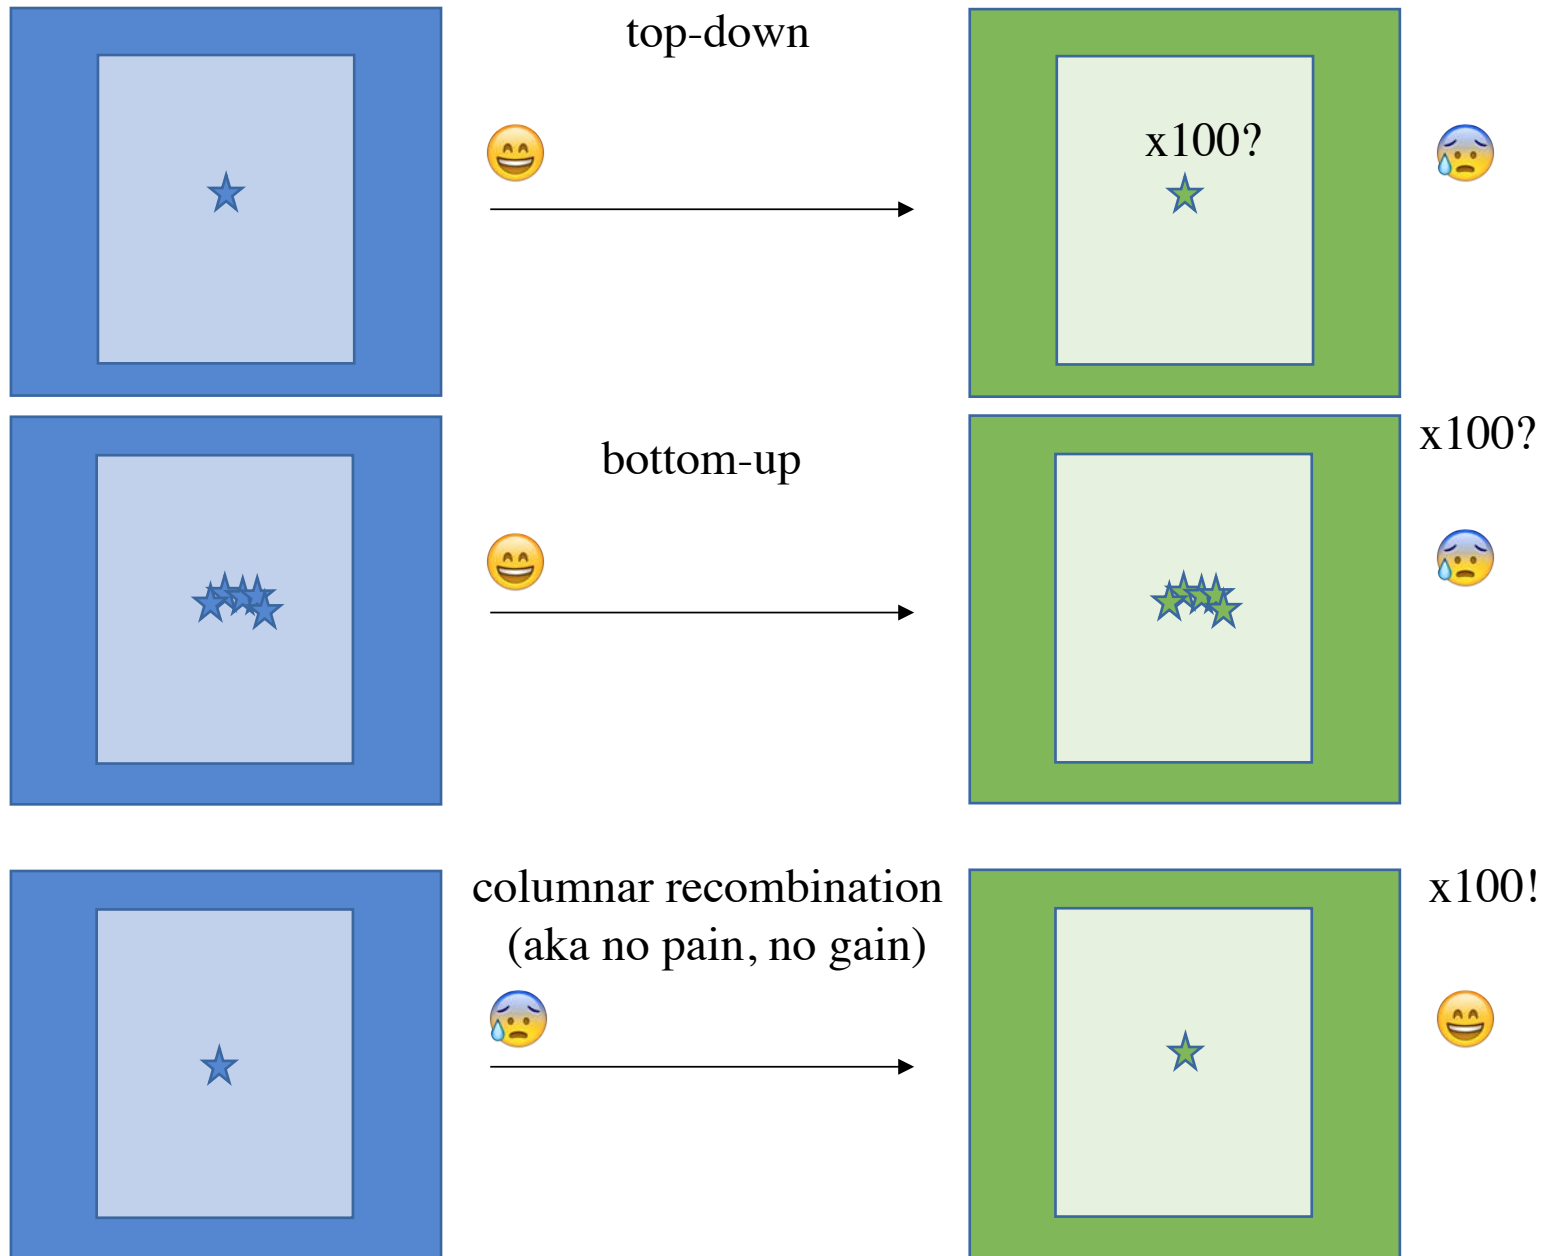 top-down
x100?
x100?
bottom-up
columnar recombination
x100!
(aka no pain, no gain)